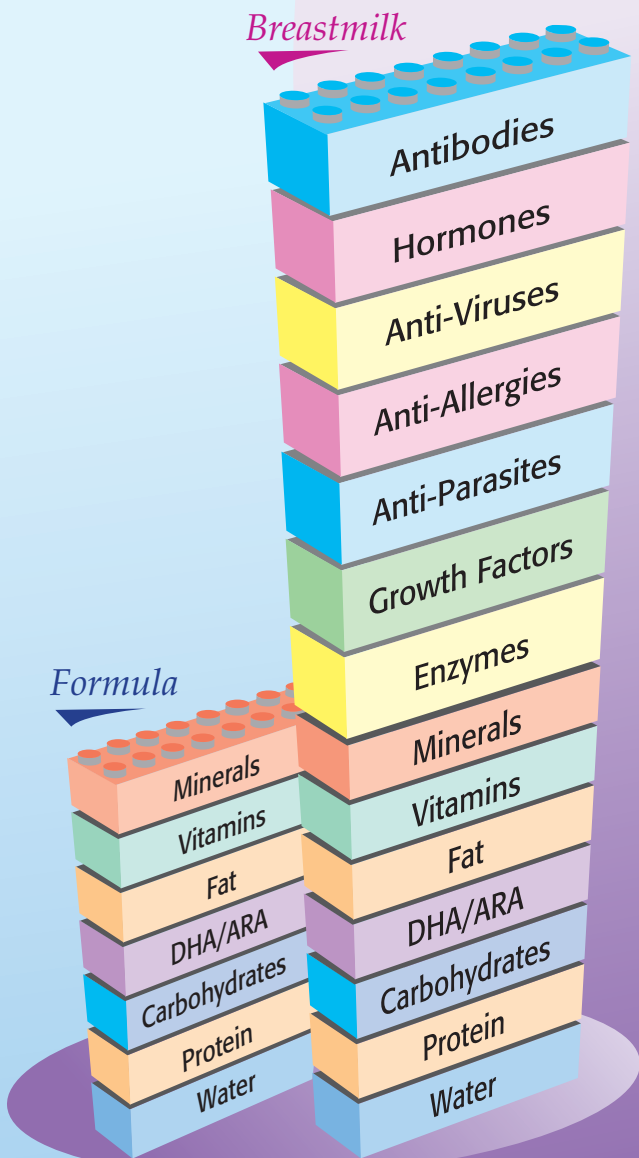 Breastmilk
Antibodies
Hormones
Anti-Viruses
Anti-Allergies
Anti-Parasites
Growth Factors
Enzymes
Minerals
Vitamins
Fat
DHA/ARA
Carbohydrates
Protein
Water
Formula
Minerals
Vitamins
Fat
DHA/ARA
Carbohydrates
Protein
Water